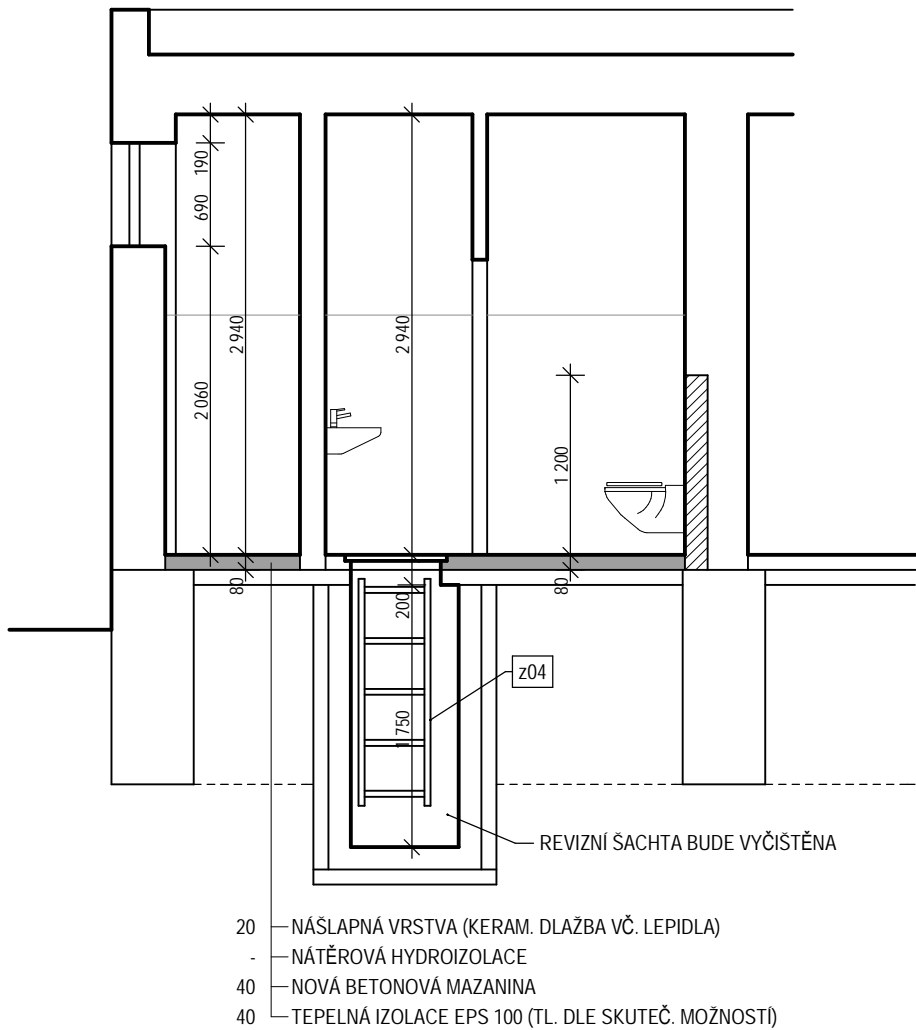 190
690
2 940
2 940
2 060
1 200
80
200
80
z04
1 750
REVIZNÍ ŠACHTA BUDE VYČIŠTĚNA
20 NÁŠLAPNÁ VRSTVA (KERAM. DLAŽBA VČ. LEPIDLA)
- NÁTĚROVÁ HYDROIZOLACE
40 NOVÁ BETONOVÁ MAZANINA
40 TEPELNÁ IZOLACE EPS 100 (TL. DLE SKUTEČ. MOŽNOSTÍ)